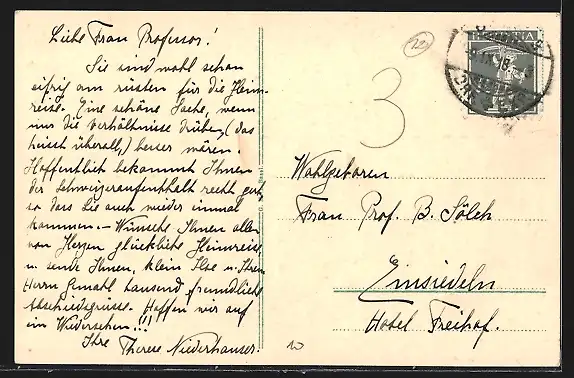 Liebe Frau Professor!
Sie sind wohl schon
eifrig am rüsten für die Heim-
reise. Eine schöne Sache, wenn
nur die Verhältnisse drüben, (das
heisst überall,) besser wären.
Hoffentlich bekommt Ihnen
der Schweizeraufenthalt recht gut,
so dass Sie auch wieder einmal
kommen. – Wünsche Ihnen allen
von Herzen glückliche Heimreise
u. sende Ihnen, klein Ilse u. Ihrem
Herrn Gemahl tausend freundliche
Abschiedsgrüsse. Hoffen wir auf
ein Wiedersehen!!!
Ihre Therese Niederhauser.
3
HELVETIA
Wohlgeboren
Frau Prof. B. Sölch
Einsiedeln
Hotel Freihof.